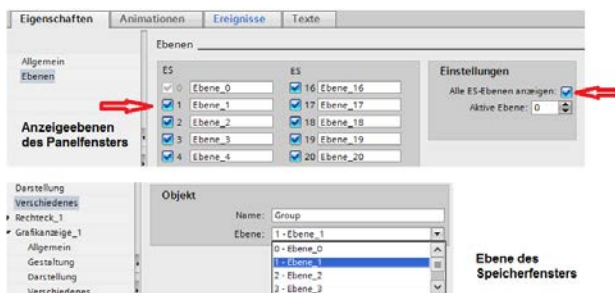 Eigenschaften Animationen Ereignisse Texte
Ebenen
Allgemein
Ebenen
ES ES
0 Ebene_0 16 Ebene_16
1 Ebene_1 17 Ebene_17
2 Ebene_2 18 Ebene_18
3 Ebene_3 19 Ebene_19
4 Ebene_4 20 Ebene_20
Einstellungen
Alle ES-Ebenen anzeigen:
Aktive Ebene: 0
Anzeigeebenen
des Panelfensters
Darstellung
Verschiedenes
Rechteck_1
Grafikanzeige_1
Allgemein
Gestaltung
Darstellung
Verschiedenes
Objekt
Name: Group
Ebene: 1 - Ebene_1
0 - Ebene_0
1 - Ebene_1
2 - Ebene_2
3 - Ebene_3
Ebene des
Speicherfensters